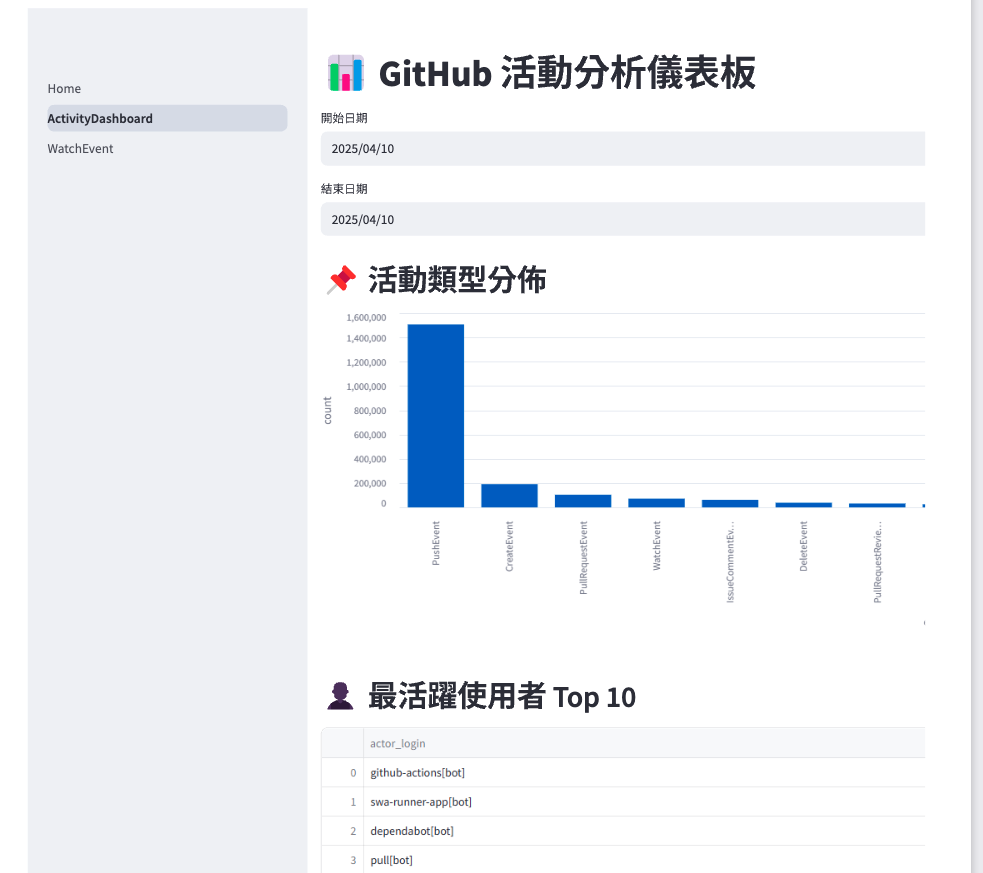 Home
ActivityDashboard
WatchEvent
GitHub 活動分析儀表板
開始日期
2025/04/10
結束日期
2025/04/10
活動類型分佈
1,600,000
1,400,000
1,200,000
1,000,000
800,000
600,000
400,000
200,000
0
count
PushEvent
CreateEvent
PullRequestEvent
WatchEvent
IssueCommentEv…
DeleteEvent
PullRequestRevie…
最活躍使用者 Top 10
actor_login
0 github-actions[bot]
1 swa-runner-app[bot]
2 dependabot[bot]
3 pull[bot]